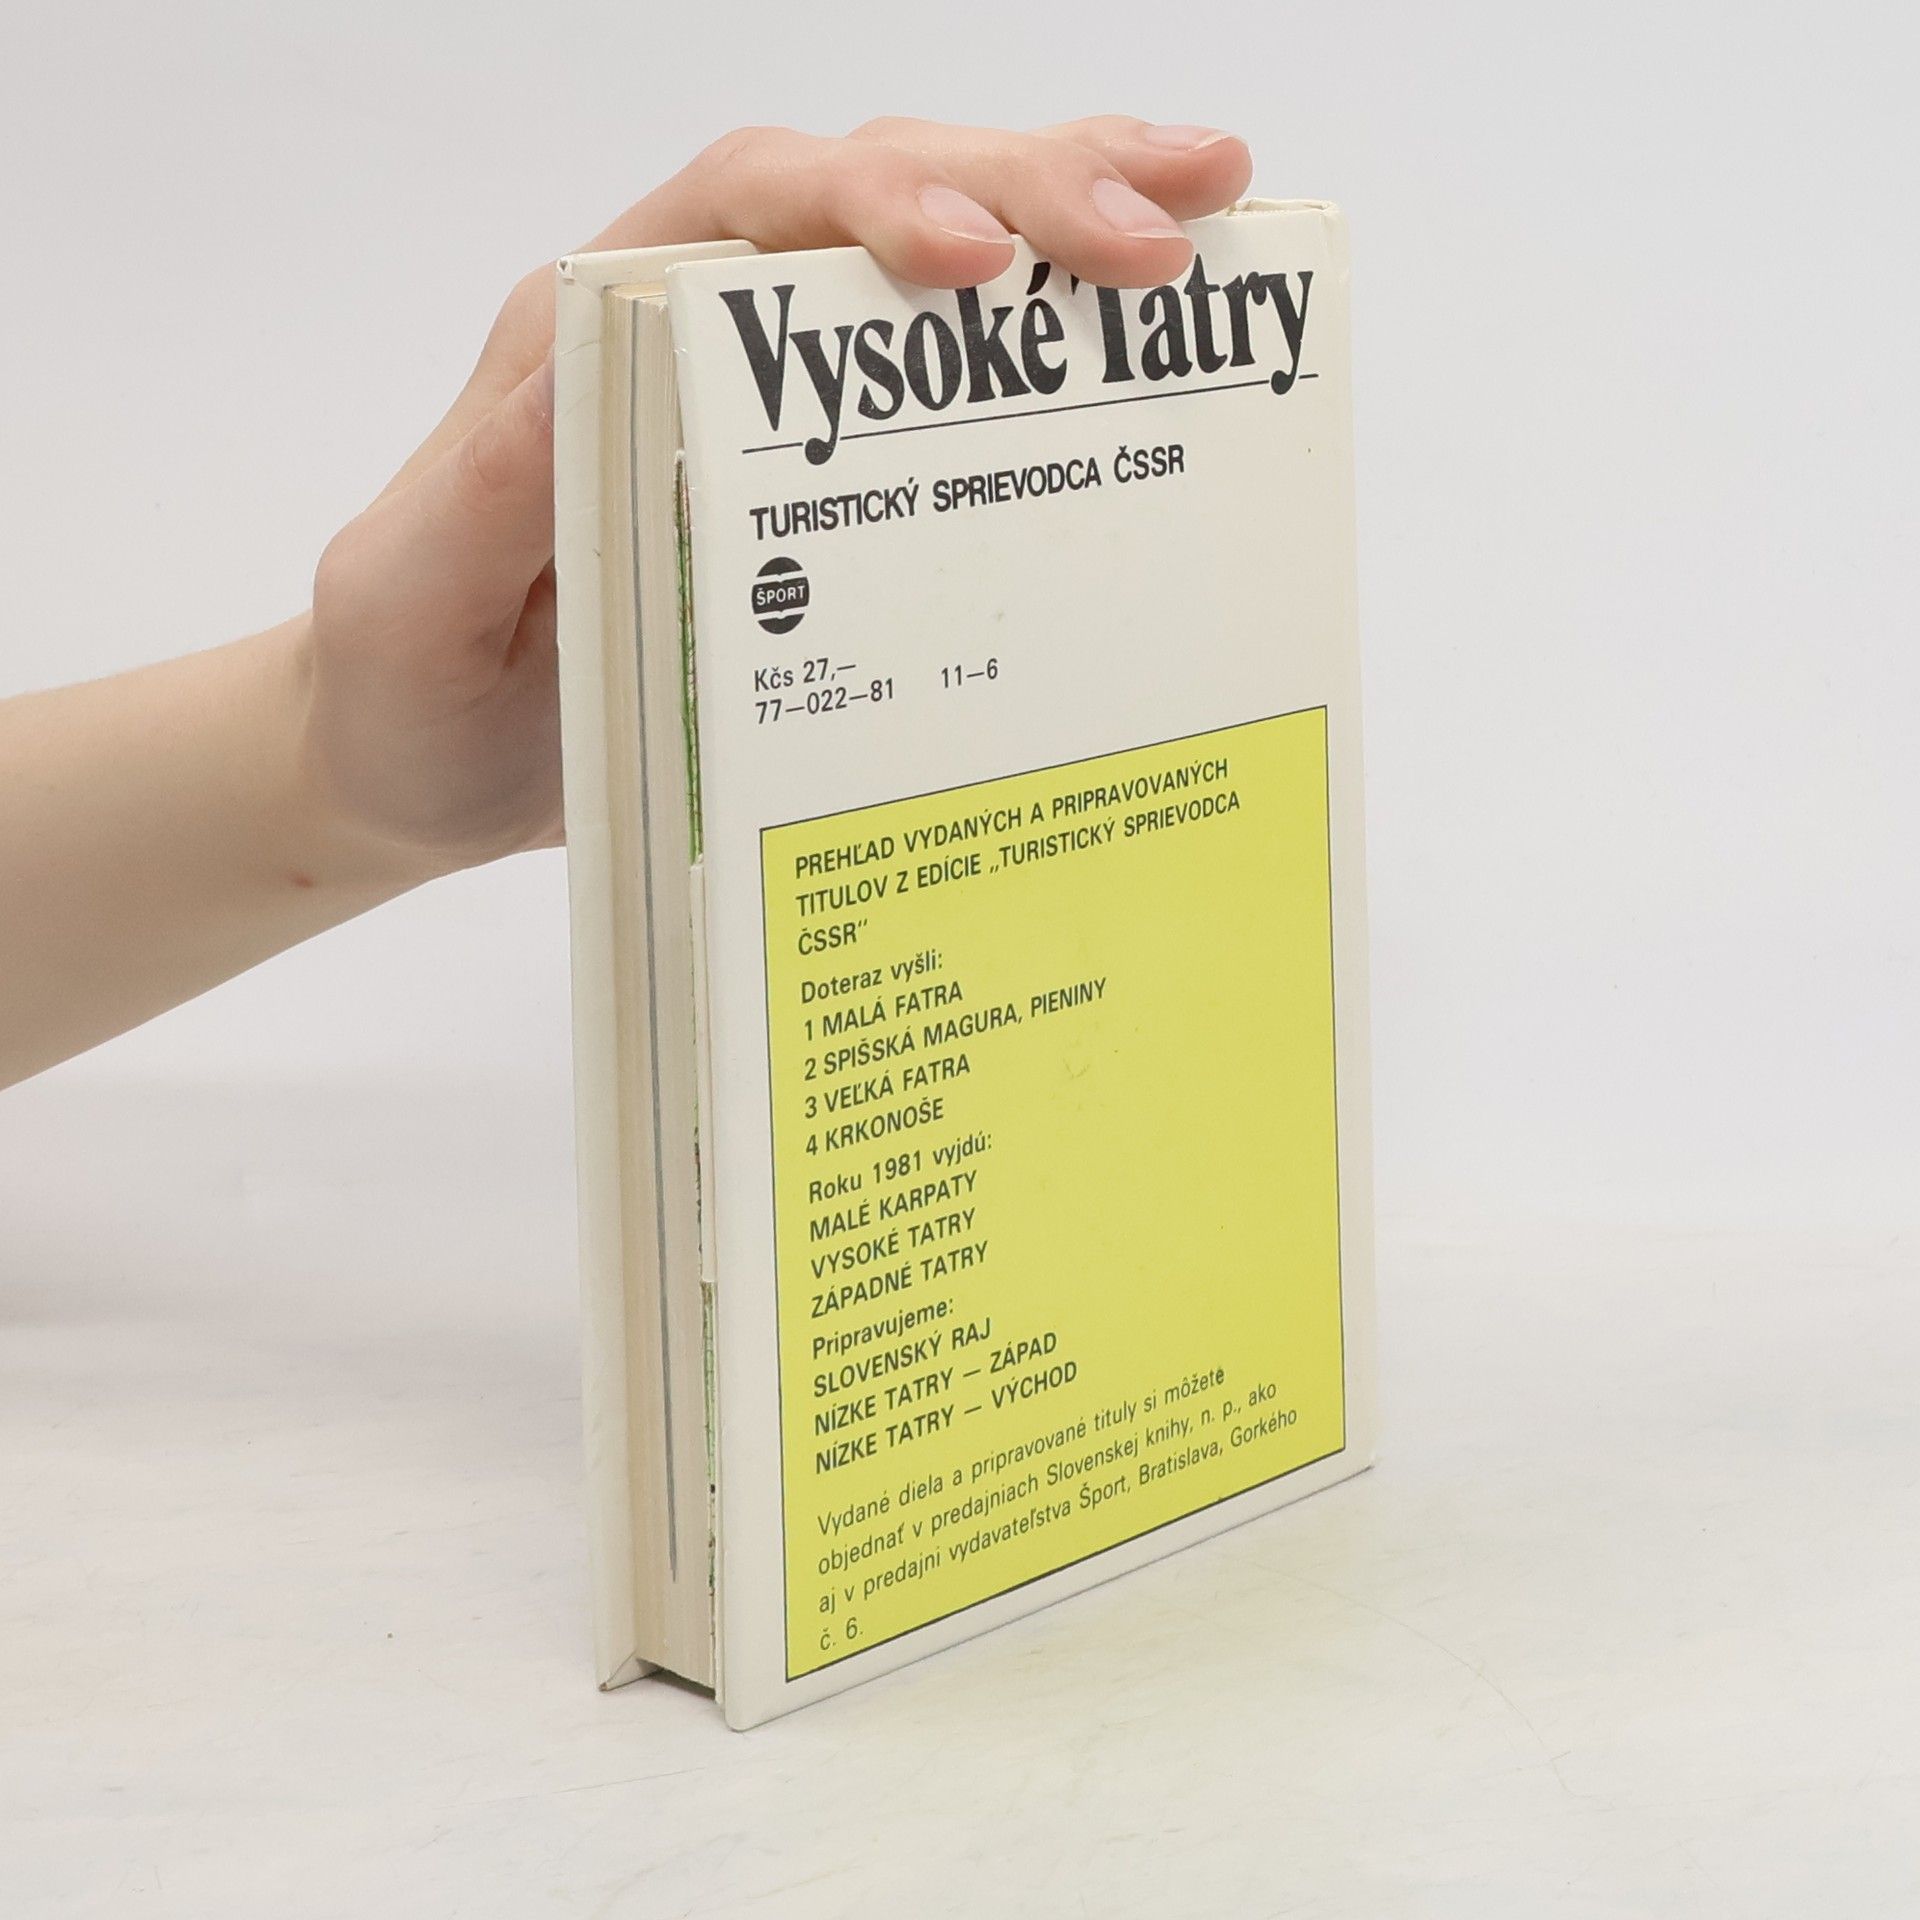 Vysoké Tatry
TURISTICKÝ SPRIEVODCA ČSSR
ŠPORT
Kčs 27,—
77—022—81 11—6
PREHĽAD VYDANÝCH A PRIPRAVOVANÝCH
TITULOV Z EDÍCIE „TURISTICKÝ SPRIEVODCA
ČSSR“
Doteraz vyšli:
1 MALÁ FATRA
2 SPIŠSKÁ MAGURA, PIENINY
3 VEĽKÁ FATRA
4 KRKONOŠE
Roku 1981 vyjdú:
MALÉ KARPATY
VYSOKÉ TATRY
ZÁPADNÉ TATRY
Pripravujeme:
SLOVENSKÝ RAJ
NÍZKE TATRY — ZÁPAD
NÍZKE TATRY — VÝCHOD
Vydané diela a pripravované tituly si môžete
objednať v predajniach Slovenskej knihy, n. p., ako
aj v predajni vydavateľstva Šport, Bratislava, Gorkého
č. 6.